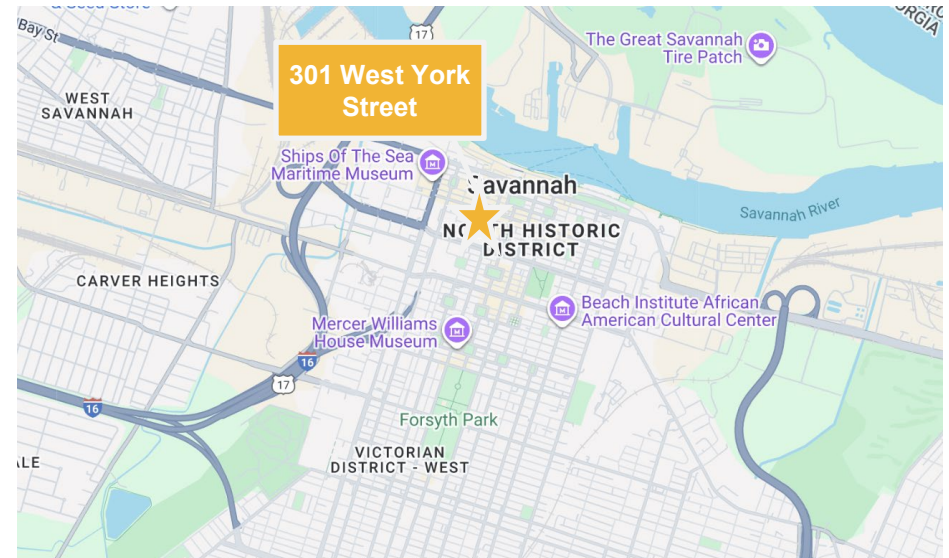 Bay St
17
The Great Savannah
Tire Patch
301 West York
Street
WEST
SAVANNAH
Ships Of The Sea
Maritime Museum
avannah
Savannah River
HISTORIC
DISTRICT
CARVER HEIGHTS
Beach Institute African
American Cultural Center
Mercer Williams
House Museum
16
17
16
Forsyth Park
VICTORIAN
DISTRICT - WEST